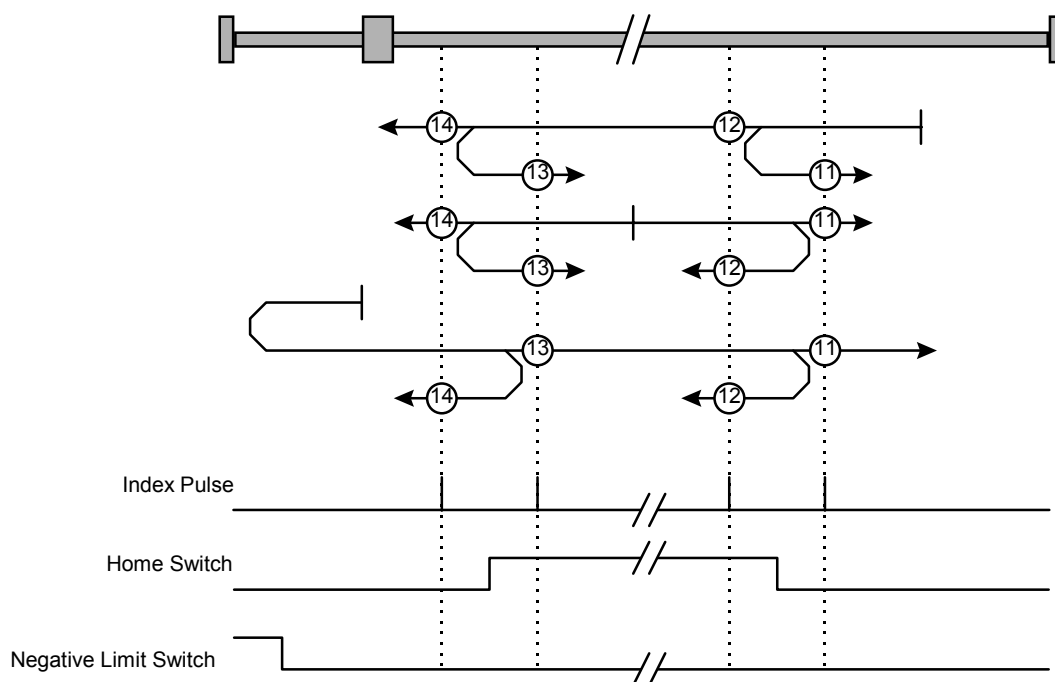 14 12
13 11
14 11
13 12
13 11
14 12
Index Pulse
Home Switch
Negative Limit Switch